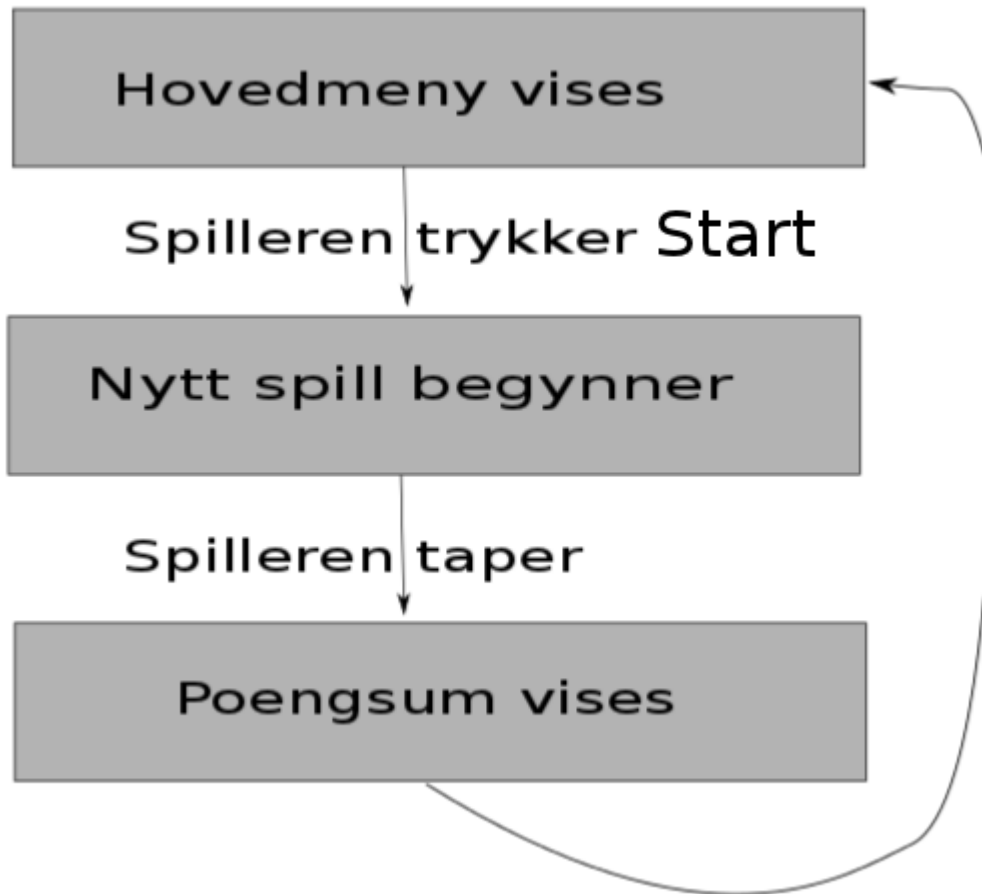 Hovedmeny vises
Spilleren trykker Start
Nytt spill begynner
Spilleren taper
Poengsum vises